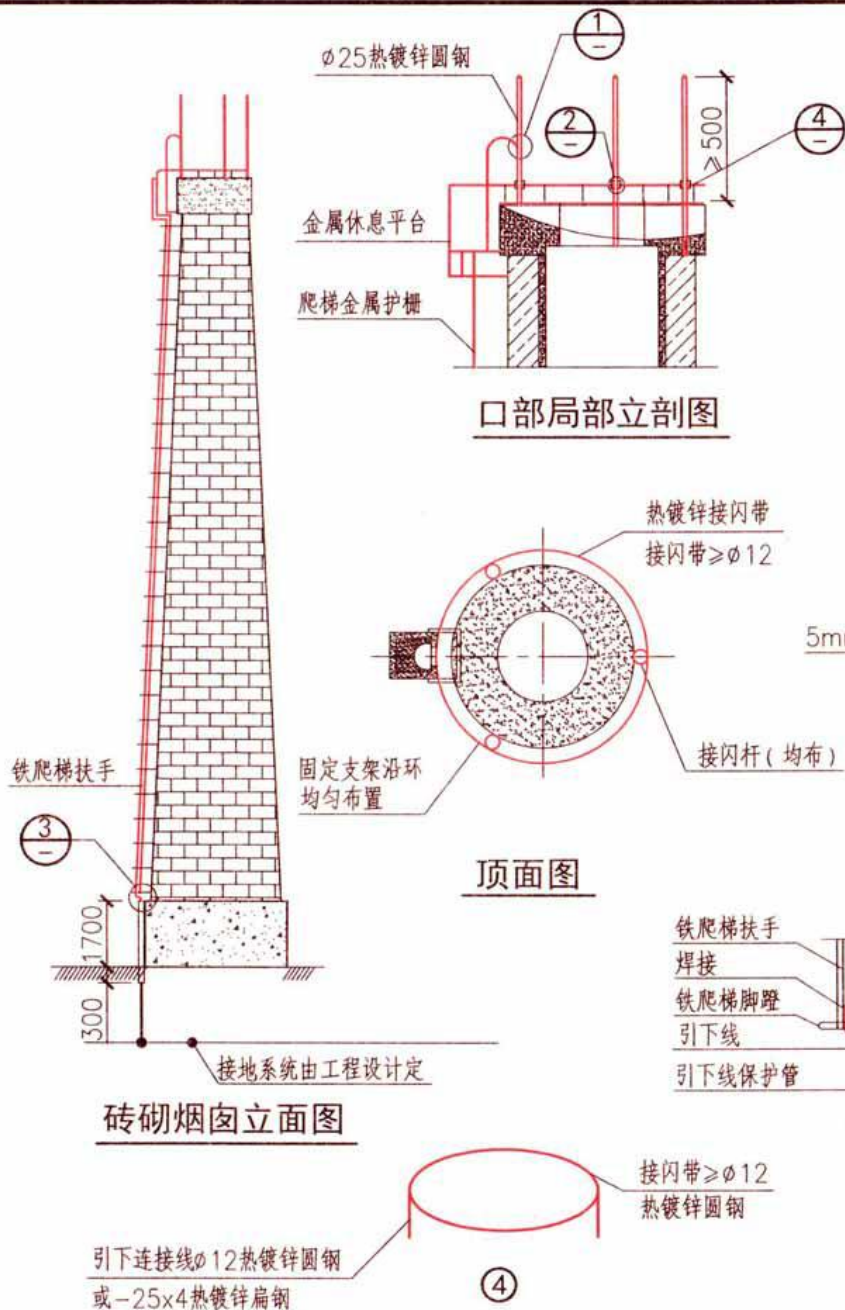 1
-
ø25热镀锌圆钢
2
-
4
-
≥500
金属休息平台
爬梯金属护栅
口部局部立剖图
热镀锌接闪带
接闪带≥ø12
接闪杆(均布)
固定支架沿环
均匀布置
顶面图
铁爬梯扶手
3
-
1700
300
接地系统由工程设计定
砖砌烟囱立面图
铁爬梯扶手
焊接
铁爬梯脚蹬
引下线
引下线保护管
接闪带≥ø12
热镀锌圆钢
引下连接线ø12热镀锌圆钢
或-25x4热镀锌扁钢
④